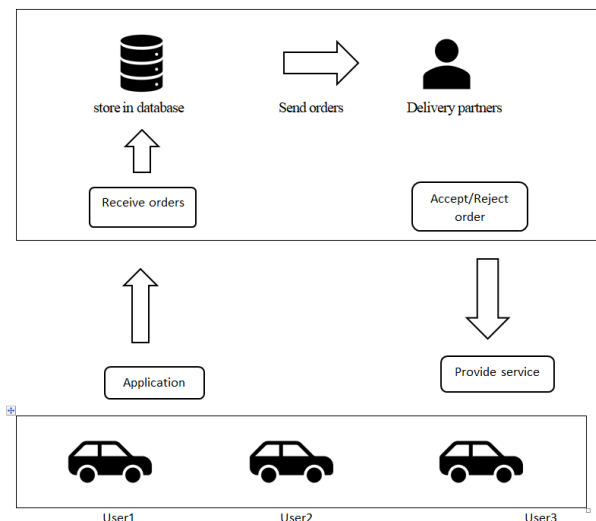 store in database
Send orders
Delivery partners
Receive orders
Accept/Reject
order
Application
Provide service
User1
User2
User3